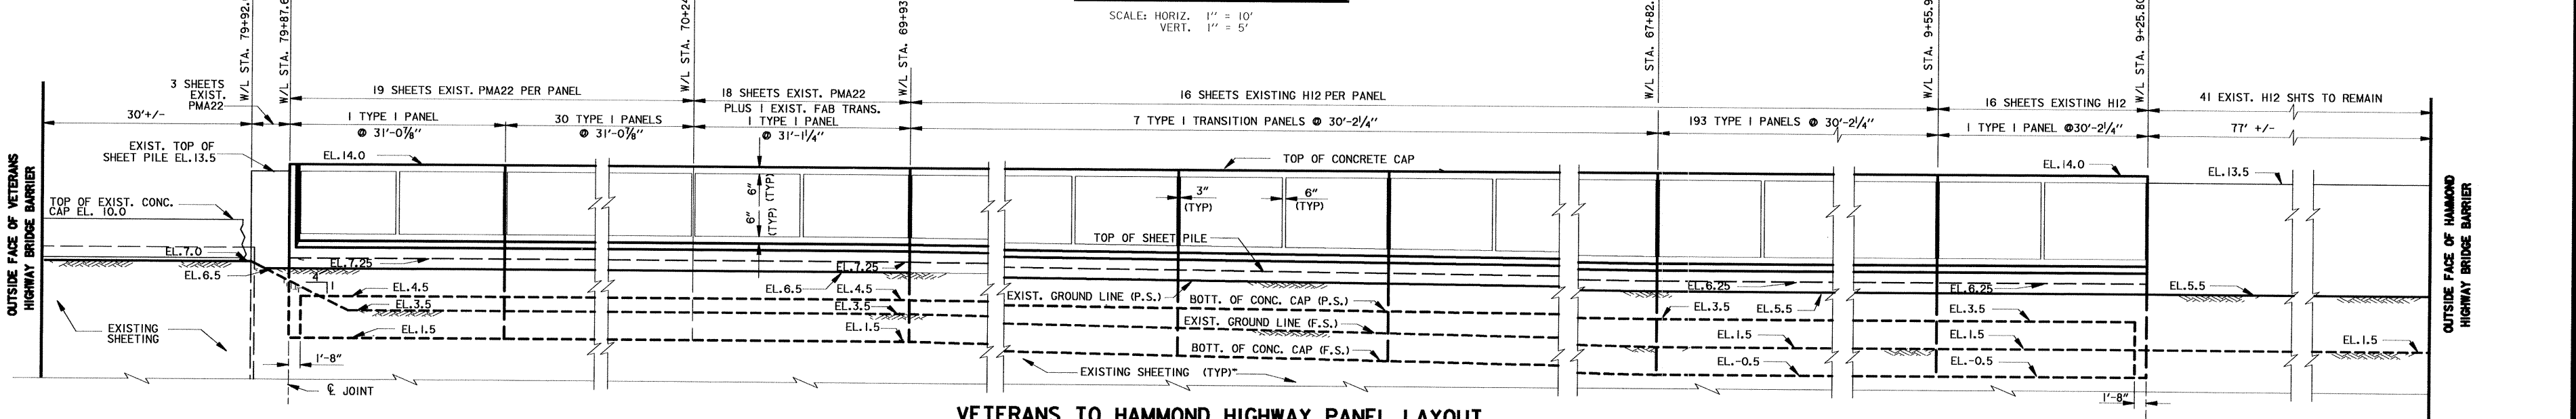 SCALE: HORIZ. 1" = 10'
VERT. 1" = 5'
W/L STA. 79+92.
W/L STA. 79+87.6
W/L STA. 70+24
W/L STA. 69+93
W/L STA. 67+82.
W/L STA. 9+55.9
W/L STA. 9+25.80
3 SHEETS
EXIST.
PMA22
19 SHEETS EXIST. PMA22 PER PANEL
18 SHEETS EXIST. PMA22
PLUS 1 EXIST. FAB TRANS.
16 SHEETS EXISTING H12 PER PANEL
16 SHEETS EXISTING H12
41 EXIST. H12 SHTS TO REMAIN
30'+/-
1 TYPE 1 PANEL
@ 31'-0⅞"
30 TYPE 1 PANELS
@ 31'-0⅞"
1 TYPE 1 PANEL
@ 31'-1¼"
7 TYPE 1 TRANSITION PANELS @ 30'-2¼"
193 TYPE 1 PANELS @ 30'-2¼"
1 TYPE 1 PANEL @30'-2¼"
77' +/-
OUTSIDE FACE OF VETERANS
HIGHWAY BRIDGE BARRIER
EXIST. TOP OF
SHEET PILE EL.13.5
EL.14.0
TOP OF CONCRETE CAP
EL.14.0
EL.13.5
TOP OF EXIST. CONC.
CAP EL. 10.0
6"
(TYP)
6"
(TYP)
3"
(TYP)
6"
(TYP)
TOP OF SHEET PILE
EL.7.0
EL.6.5
EL.7.25
4
1
EL.4.5
EL.3.5
EL.1.5
EL.7.25
EL.6.5
EL.4.5
EL.3.5
EL.1.5
EXIST. GROUND LINE (P.S.)
BOTT. OF CONC. CAP (P.S.)
EXIST. GROUND LINE (F.S.)
BOTT. OF CONC. CAP (F.S.)
EL.6.25
EL.3.5
EL.5.5
EL.1.5
EL.-0.5
EL.6.25
EL.3.5
EL.1.5
EL.-0.5
EL.5.5
EL.1.5
EXISTING
SHEETING
1'-8"
℄ JOINT
EXISTING SHEETING (TYP)
1'-8"
OUTSIDE FACE OF HAMMOND
HIGHWAY BRIDGE BARRIER
VETERANS TO HAMMOND HIGHWAY PANEL LAYOUT